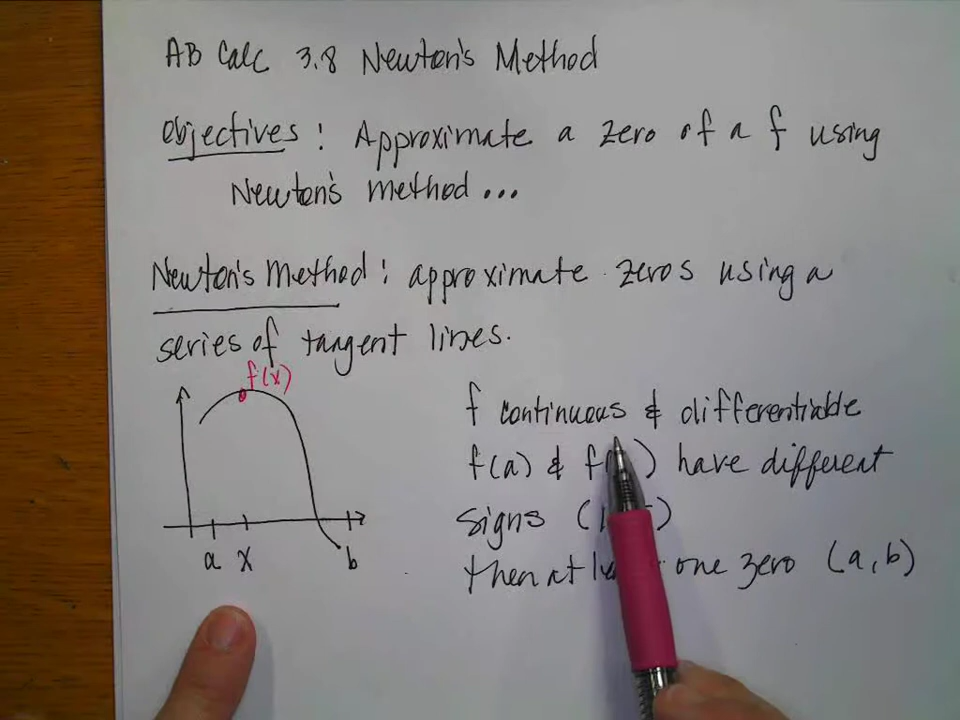 AB Calc 3.8 Newton's Method
Objectives: Approximate a zero of a f using
Newton's method...
Newton's Method: approximate zeros using a
series of tangent lines.
f(x)
a x b
f continuous & differentiable
f(a) & f( ) have different
signs (
then at one zero (a,b)